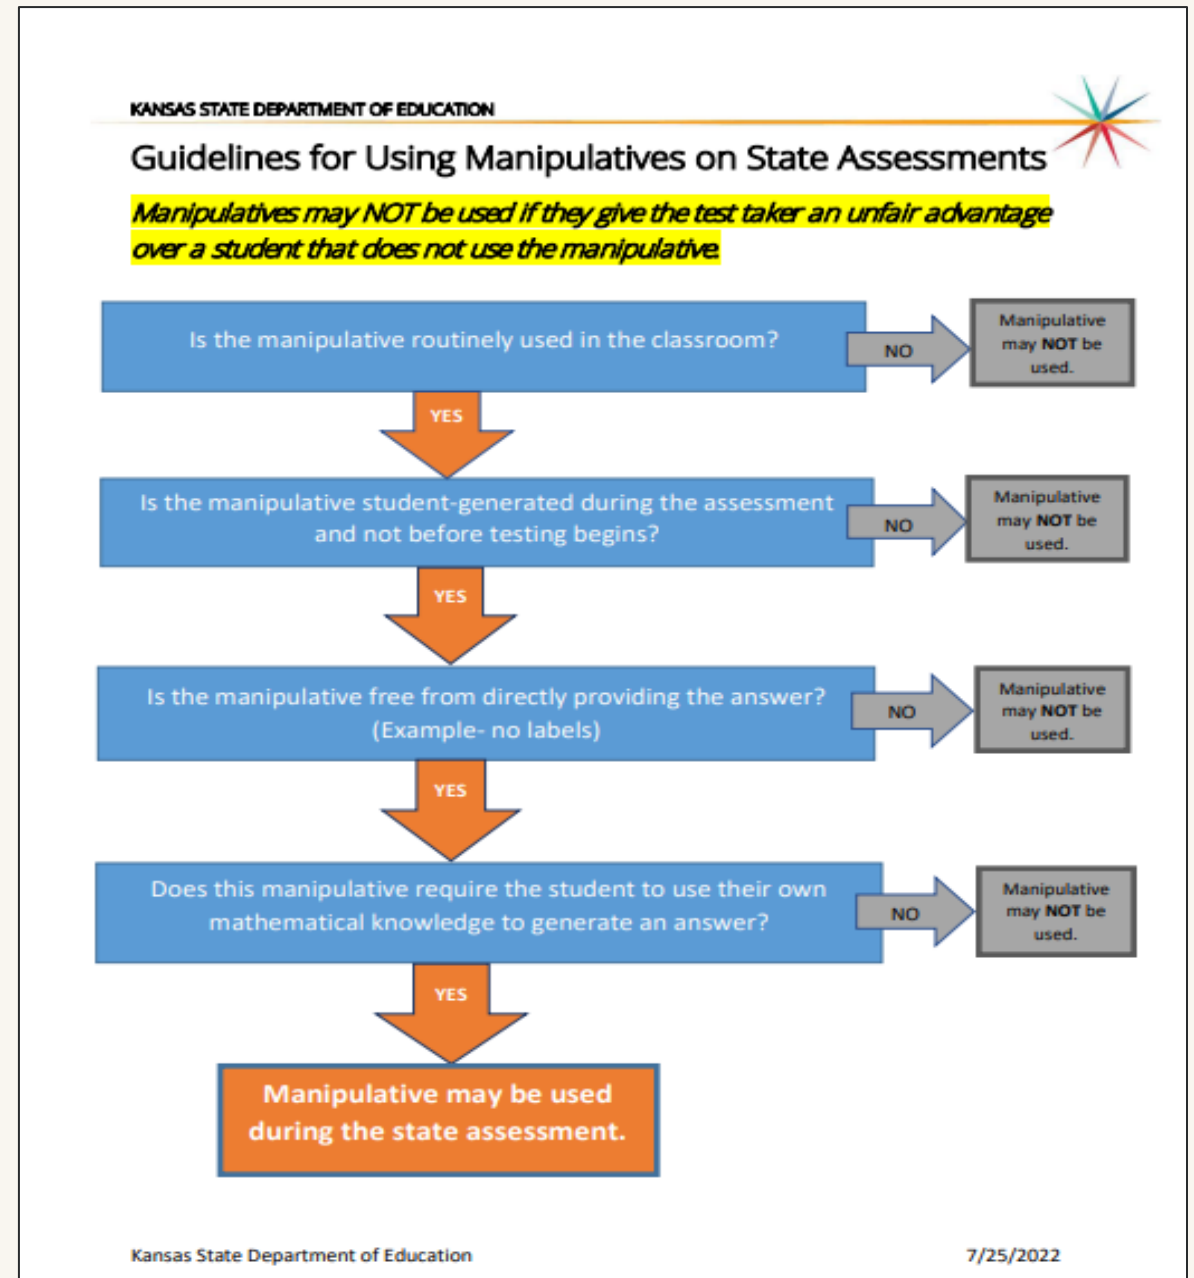 KANSAS STATE DEPARTMENT OF EDUCATION
Guidelines for Using Manipulatives on State Assessments
Manipulatives may NOT be used if they give the test taker an unfair advantage
over a student that does not use the manipulative.
Is the manipulative routinely used in the classroom?
NO
Manipulative
may NOT be
used.
YES
Is the manipulative student-generated during the assessment
and not before testing begins?
NO
Manipulative
may NOT be
used.
YES
Is the manipulative free from directly providing the answer?
(Example- no labels)
NO
Manipulative
may NOT be
used.
YES
Does this manipulative require the student to use their own
mathematical knowledge to generate an answer?
NO
Manipulative
may NOT be
used.
YES
Manipulative may be used
during the state assessment.
Kansas State Department of Education
7/25/2022